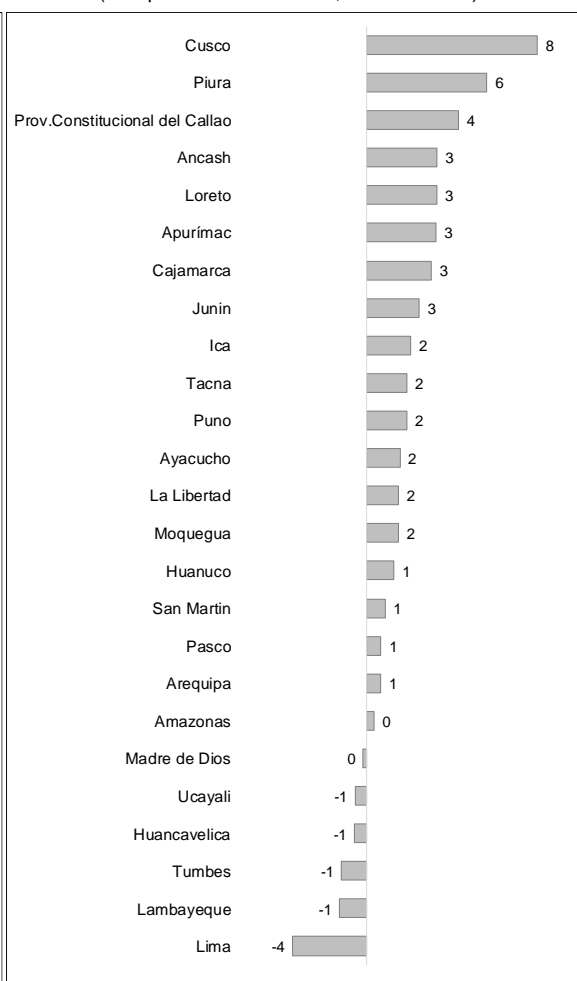 Cusco 8
Piura 6
Prov.Constitucional del Callao 4
Ancash 3
Loreto 3
Apurímac 3
Cajamarca 3
Junin 3
Ica 2
Tacna 2
Puno 2
Ayacucho 2
La Libertad 2
Moquegua 2
Huanuco 1
San Martin 1
Pasco 1
Arequipa 1
Amazonas 0
Madre de Dios 0
Ucayali -1
Huancavelica -1
Tumbes -1
Lambayeque -1
Lima -4